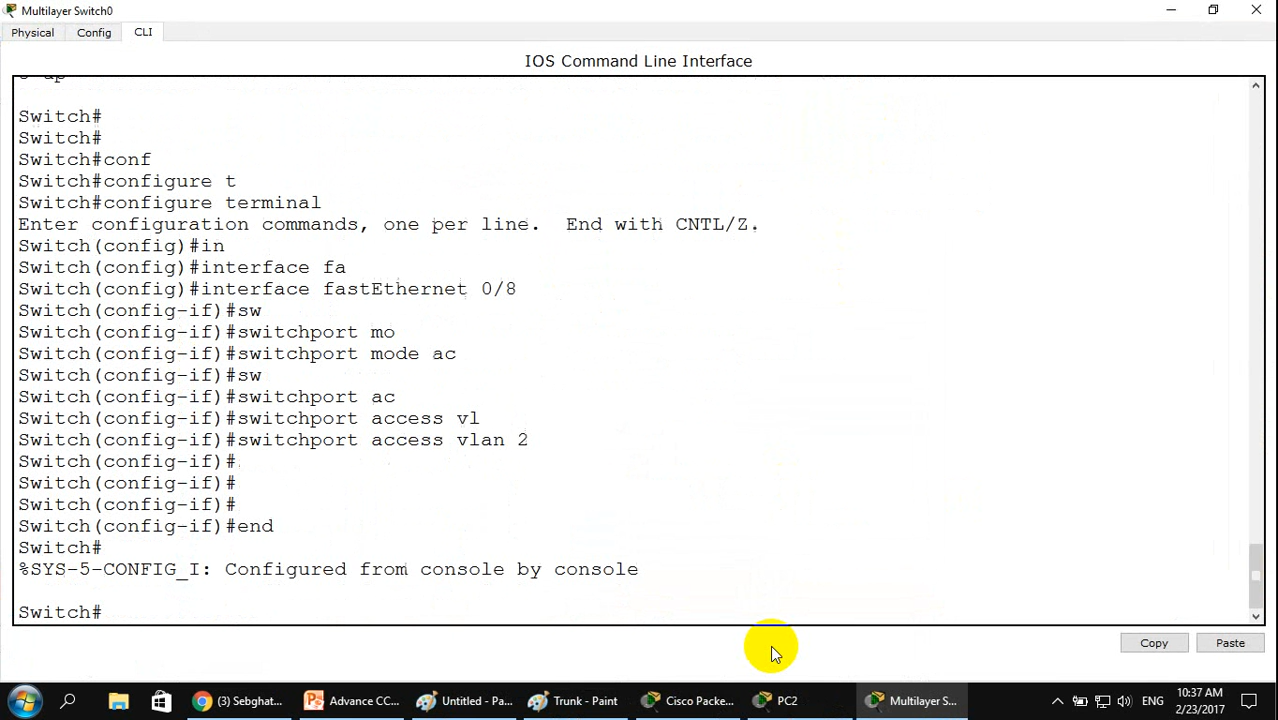 Multilayer Switch0
Physical Config CLI
IOS Command Line Interface
Switch#
Switch#
Switch#conf
Switch#configure t
Switch#configure terminal
Enter configuration commands, one per line.  End with CNTL/Z.
Switch(config)#in
Switch(config)#interface fa
Switch(config)#interface fastEthernet 0/8
Switch(config-if)#sw
Switch(config-if)#switchport mo
Switch(config-if)#switchport mode ac
Switch(config-if)#sw
Switch(config-if)#switchport ac
Switch(config-if)#switchport access vl
Switch(config-if)#switchport access vlan 2
Switch(config-if)#
Switch(config-if)#
Switch(config-if)#
Switch(config-if)#end
Switch#
%SYS-5-CONFIG_I: Configured from console by console
Switch#
Copy Paste
(3) Sebghat... Advance CC... Untitled - Pa... Trunk - Paint Cisco Packe... PC2 Multilayer S... ENG
10:37 AM
2/23/2017